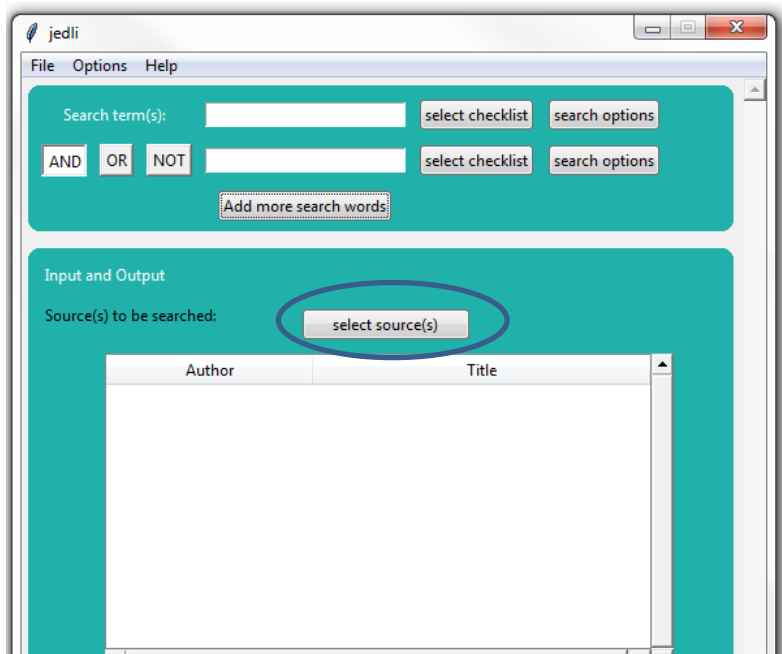 jedli
File Options Help
Search term(s): select checklist search options
AND OR NOT select checklist search options
Add more search words
Input and Output
Source(s) to be searched: select source(s)
Author Title